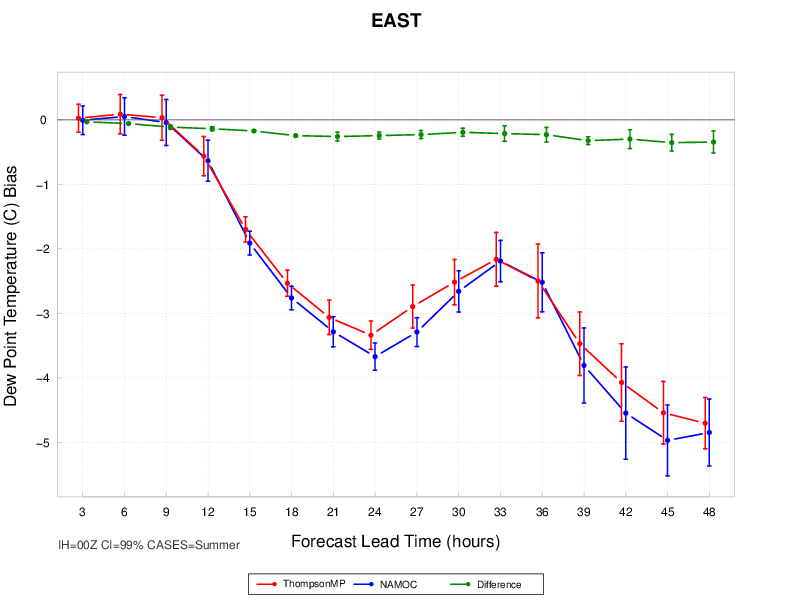 EAST
Dew Point Temperature (C) Bias
0
−1
−2
−3
−4
−5
3 6 9 12 15 18 21 24 27 30 33 36 39 42 45 48
Forecast Lead Time (hours)
IH=00Z CI=99% CASES=Summer
ThompsonMP NAMOC Difference